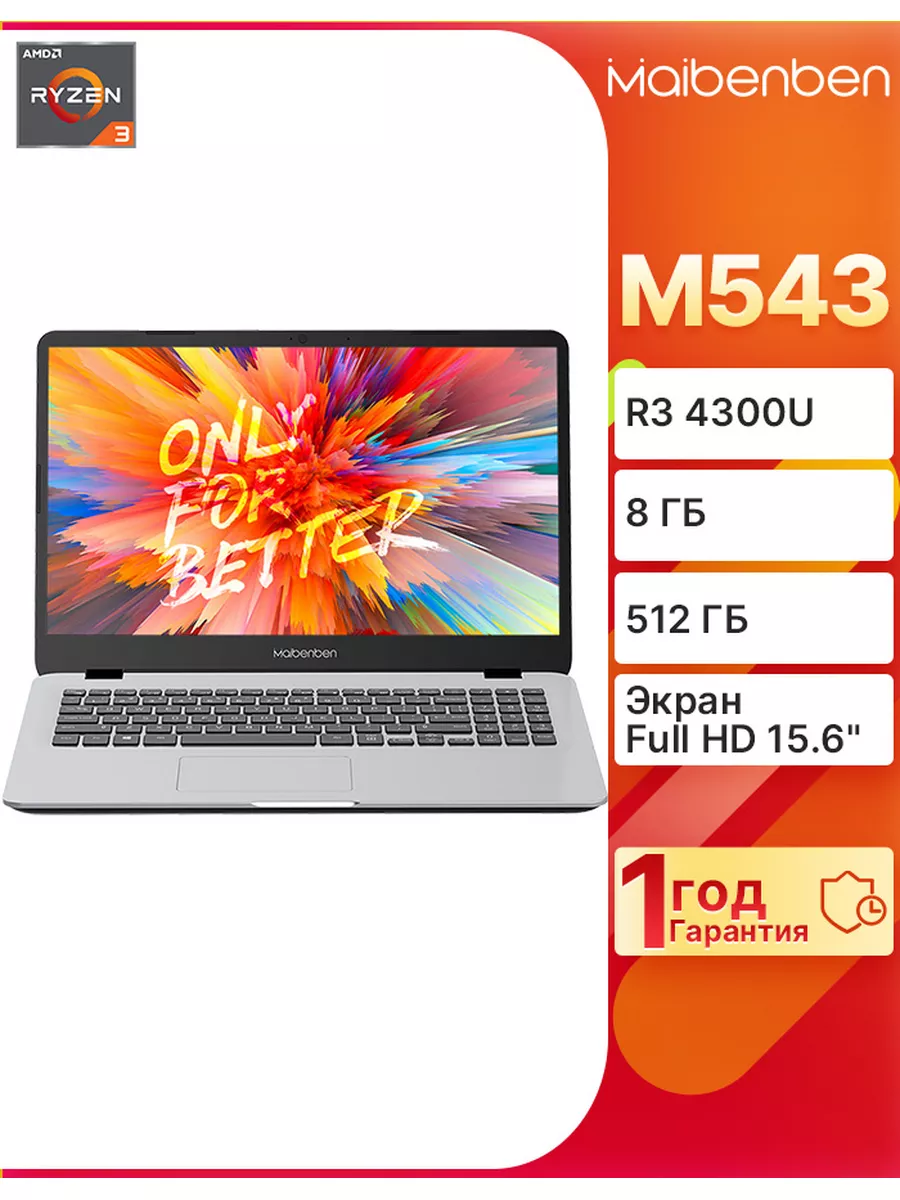 AMD
RYZEN
3
Maibenben
M543
R3 4300U
8 ГБ
512 ГБ
Экран
Full HD 15.6"
1 год
Гарантия
ONLY
FOR
BETTER
Maibenben